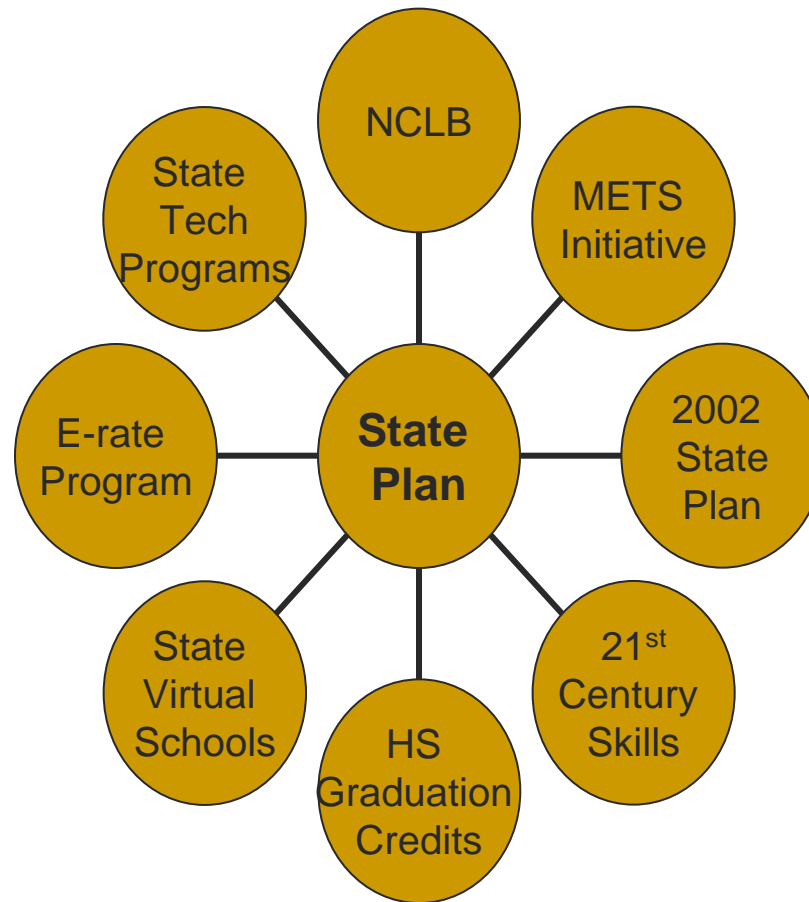 NCLB
METS
Initiative
2002
State
Plan
21st
Century
Skills
HS
Graduation
Credits
State
Virtual
Schools
E-rate
Program
State
Tech
Programs
State
Plan